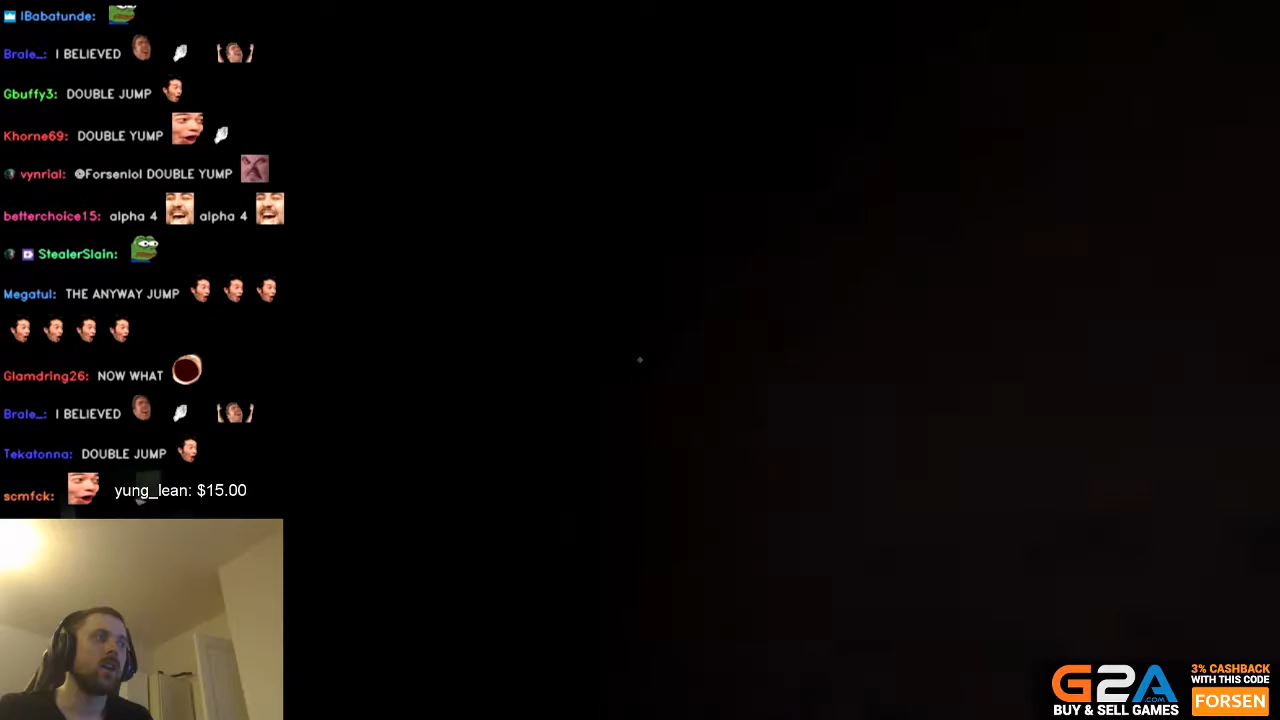 IBabatunde:
Brale_: I BELIEVED
Gbuffy3: DOUBLE JUMP
Khorne69: DOUBLE YUMP
vynrial: @Forsenlol DOUBLE YUMP
betterchoice15: alpha 4 alpha 4
StealerSlain:
Megatul: THE ANYWAY JUMP
Glamdring26: NOW WHAT
Brale_: I BELIEVED
Tekatonna: DOUBLE JUMP
scmfck:
yung_lean: $15.00
G2A
.COM
BUY & SELL GAMES
3% CASHBACK
WITH THIS CODE
FORSEN